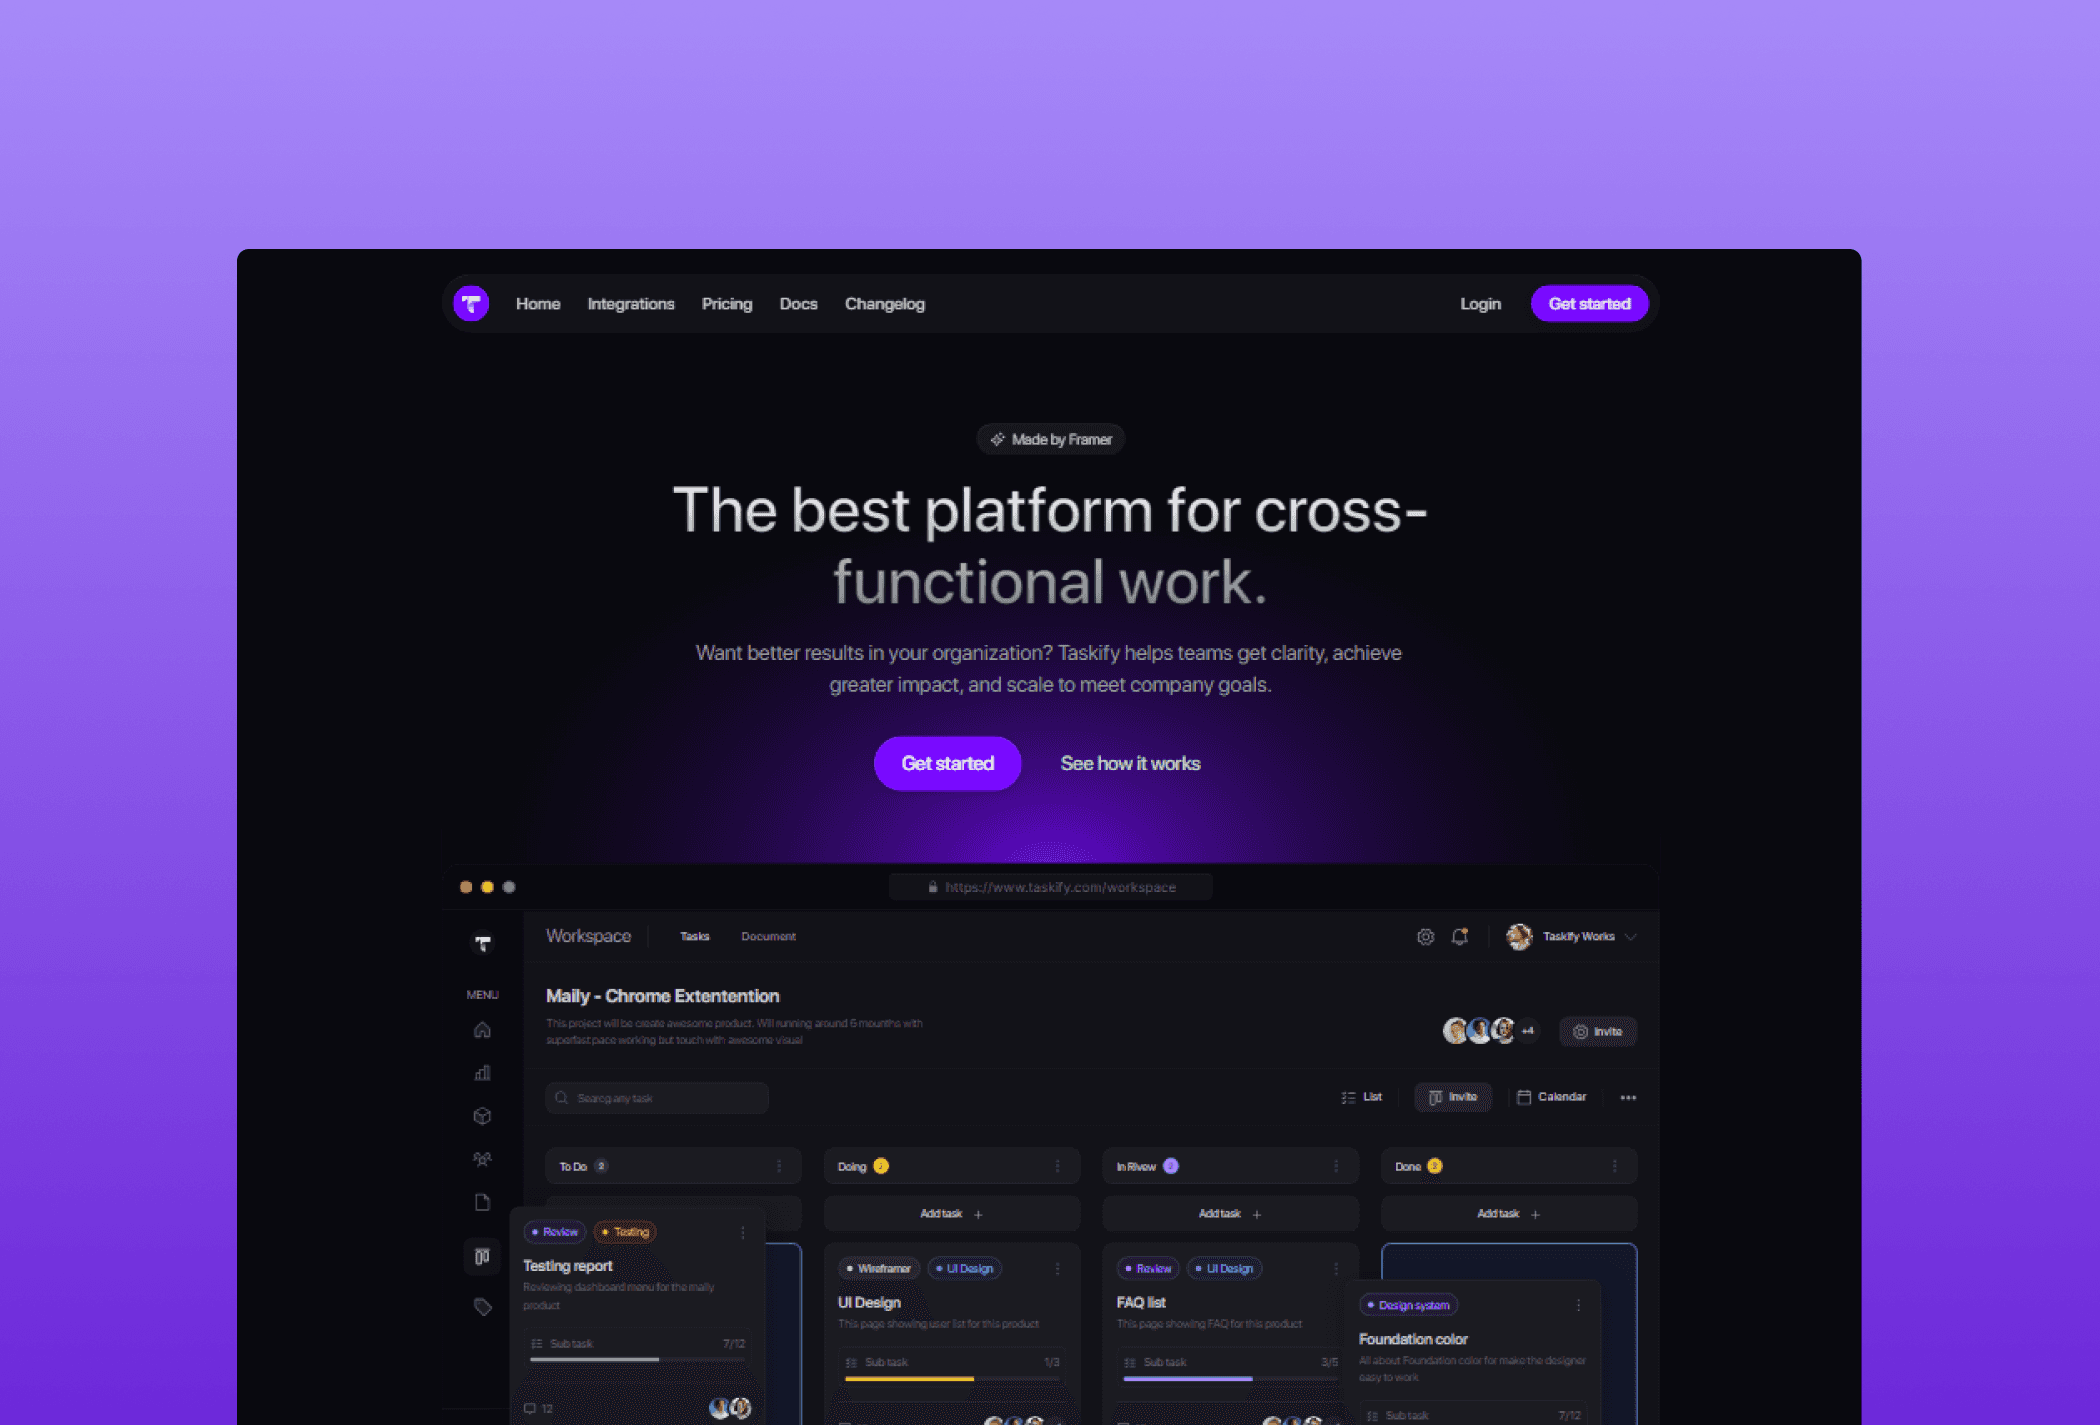 Home Integrations Pricing Docs Changelog Login Get started
Made by Framer
The best platform for cross-
functional work.
Want better results in your organization? Taskify helps teams get clarity, achieve
greater impact, and scale to meet company goals.
Get started See how it works
https://www.taskify.com/workspace
Workspace Tasks Document Taskify Works
MENU
Maily - Chrome Extentention
This project will be create awesome product. Will running around 6 mounths with
superfast pace working but touch with awesome visual
+4 Invite
Searcg any task List Invite Calendar
To Do 2 Doing In Rivew Done
Add task + Add task + Add task +
Review Testing
Testing report
Reviewing dashboard menu for the maily
product
Sub task 7/12
12
Wireframer UI Design
UI Design
This page showing user list for this product
Sub task 1/3
Review UI Design
FAQ list
This page showing FAQ for this product
Sub task 3/5
Design system
Foundation color
All about Foundation color for make the designer
easy to work
Sub task 7/12